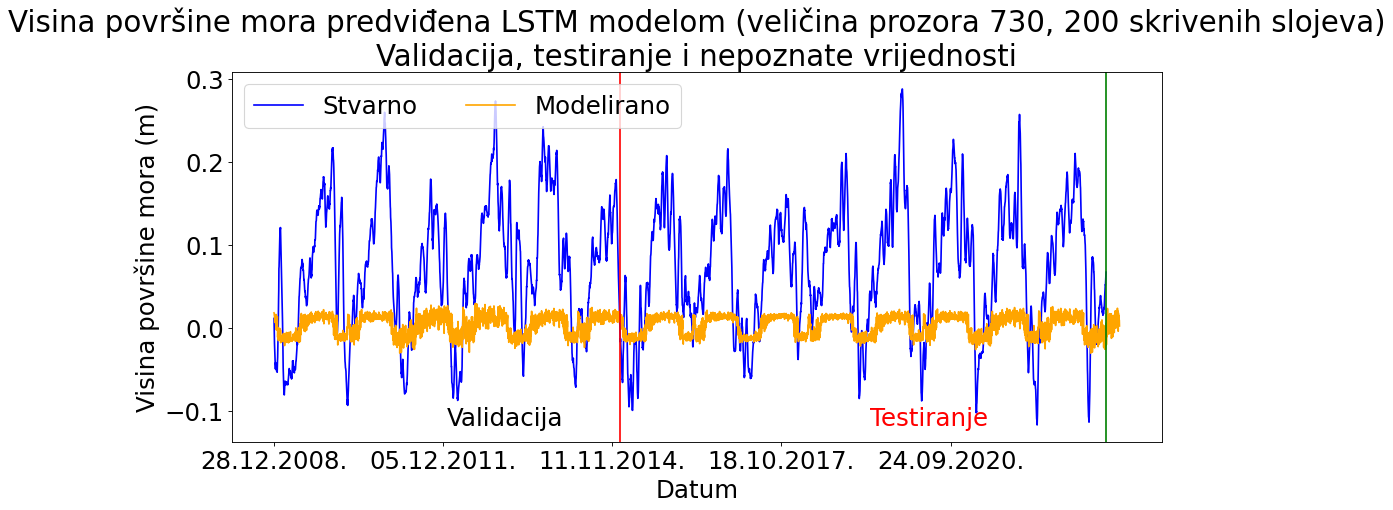 Visina površine mora predviđena LSTM modelom (veličina prozora 730, 200 skrivenih slojeva)
Validacija, testiranje i nepoznate vrijednosti
Visina površine mora (m)
0.3
0.2
0.1
0.0
−0.1
Stvarno
Modelirano
Validacija
Testiranje
28.12.2008.
05.12.2011.
11.11.2014.
18.10.2017.
24.09.2020.
Datum